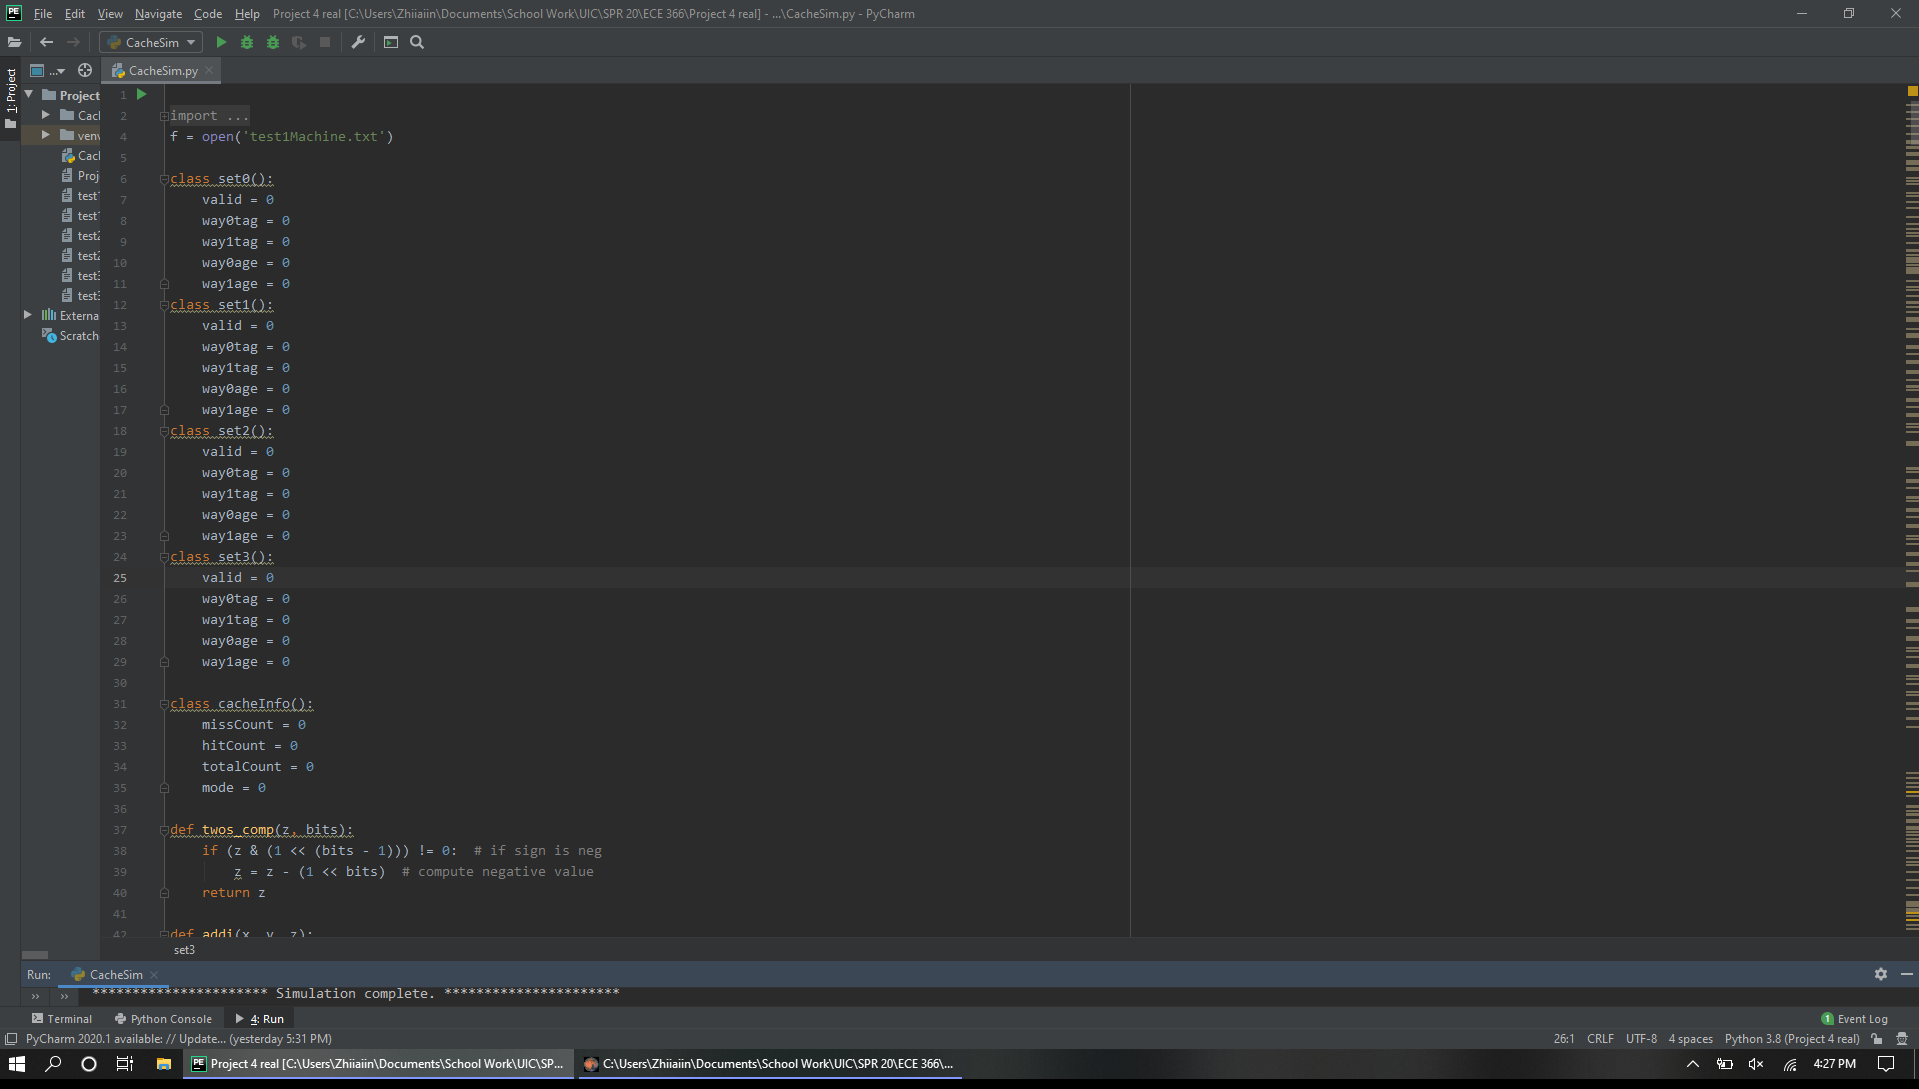 PE File Edit View Navigate Code Help Project 4 real [C:\Users\Zhiiaiin\Documents\School Work\UIC\SPR 20\ECE 366\Project 4 real] - ...\CacheSim.py - PyCharm
CacheSim
... CacheSim.py
1: Project
Project
Cacl
venv
Cacl
Proj
test1
test1
test2
test2
test3
test3
Externa
Scratche
1
2 import ...
4 f = open('test1Machine.txt')
5
6 class set0():
7 valid = 0
8 way0tag = 0
9 way1tag = 0
10 way0age = 0
11 way1age = 0
12 class set1():
13 valid = 0
14 way0tag = 0
15 way1tag = 0
16 way0age = 0
17 way1age = 0
18 class set2():
19 valid = 0
20 way0tag = 0
21 way1tag = 0
22 way0age = 0
23 way1age = 0
24 class set3():
25 valid = 0
26 way0tag = 0
27 way1tag = 0
28 way0age = 0
29 way1age = 0
30
31 class cacheInfo():
32 missCount = 0
33 hitCount = 0
34 totalCount = 0
35 mode = 0
36
37 def twos_comp(z, bits):
38 if (z & (1 << (bits - 1))) != 0: # if sign is neg
39 z = z - (1 << bits) # compute negative value
40 return z
41
42 def addi(x, y, z):
set3
Run: CacheSim
»» »» ********************** Simulation complete. **********************
Terminal Python Console 4: Run 1 Event Log
PyCharm 2020.1 available: // Update... (yesterday 5:31 PM) 26:1 CRLF UTF-8 4 spaces Python 3.8 (Project 4 real)
PE Project 4 real [C:\Users\Zhiiaiin\Documents\School Work\UIC\SP... C:\Users\Zhiiaiin\Documents\School Work\UIC\SPR 20\ECE 366\... 4:27 PM